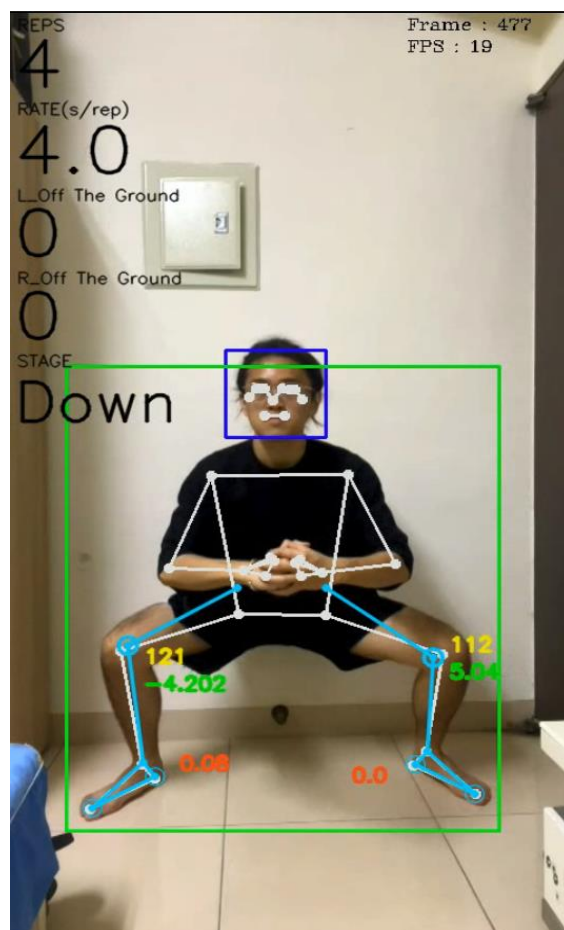 REPS
4
RATE(s/rep)
4.0
L_Off The Ground
0
R_Off The Ground
0
STAGE
Down
Frame : 477
FPS : 19
121
-4.202
112
5.04
0.08
0.0